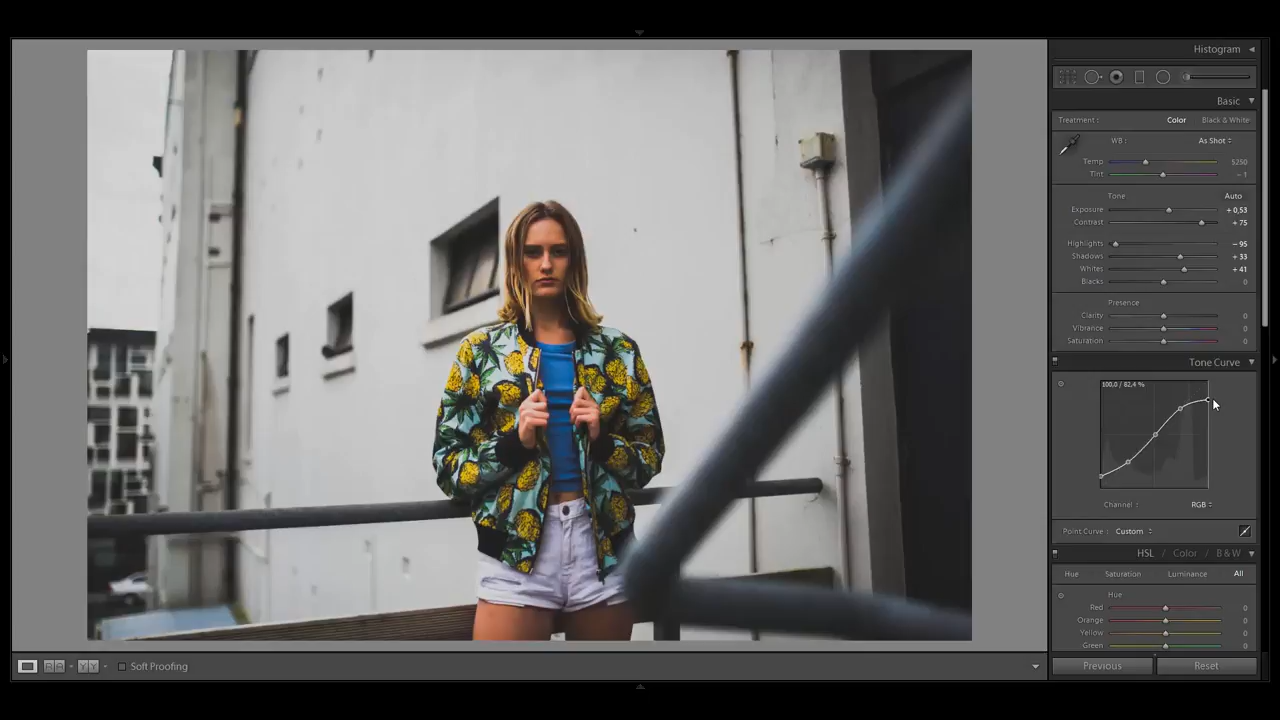 Histogram
Basic
Treatment : Color Black & White
WB : As Shot
Temp 5250
Tint – 1
Tone Auto
Exposure + 0,53
Contrast + 75
Highlights – 95
Shadows + 33
Whites + 41
Blacks 0
Presence
Clarity 0
Vibrance 0
Saturation 0
Tone Curve
100,0 / 82,4 %
Channel : RGB
Point Curve : Custom
HSL / Color / B & W
Hue Saturation Luminance All
Hue
Red 0
Orange 0
Yellow 0
Green 0
Soft Proofing
Previous Reset